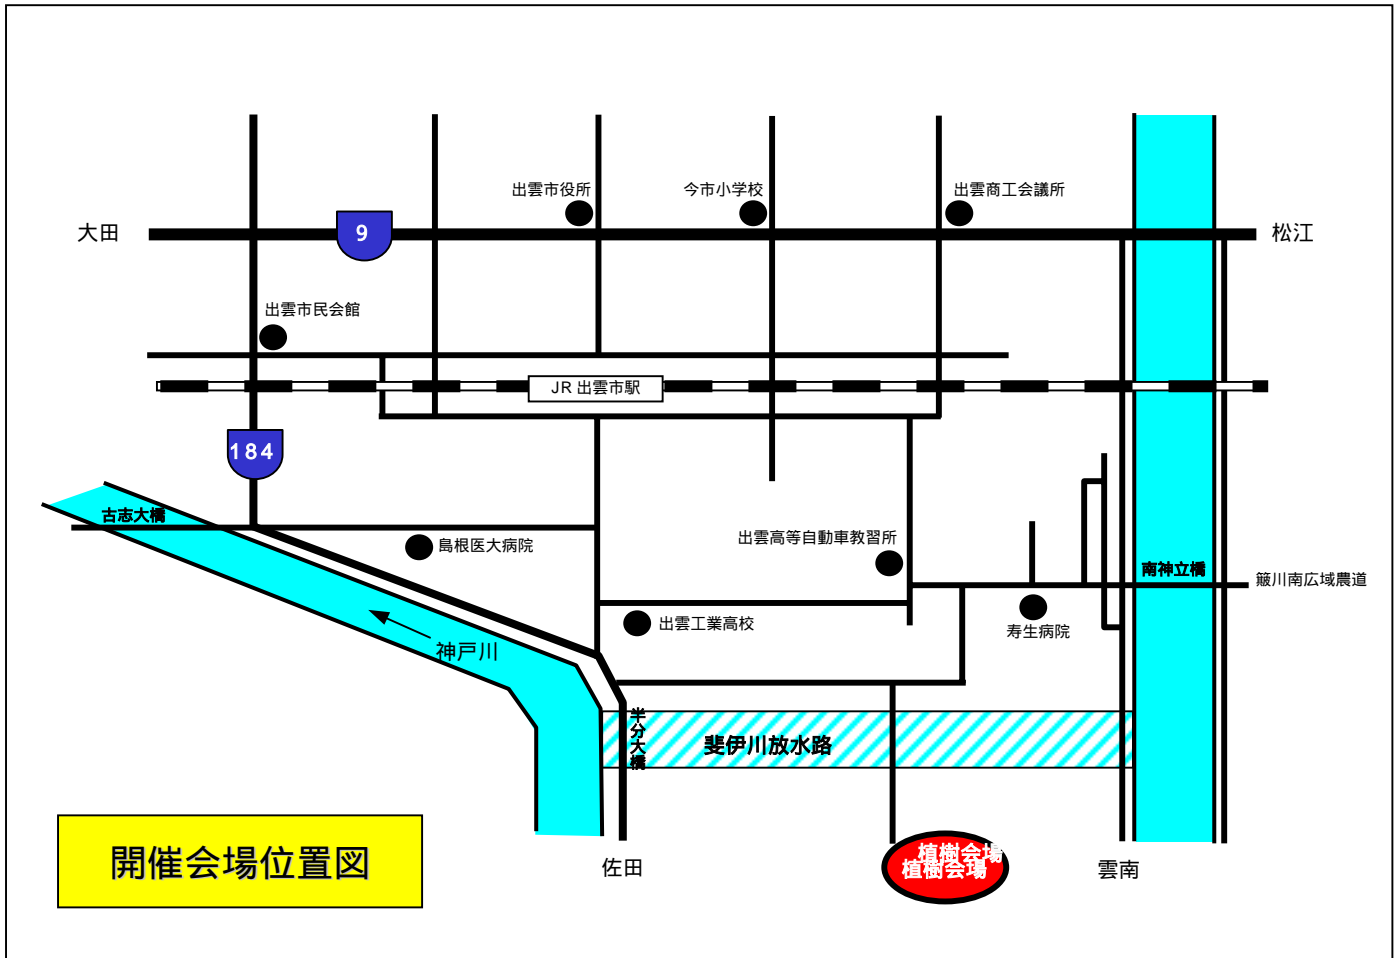 出雲市役所
今市小学校
出雲商工会議所
大田
9
松江
出雲市民会館
JR 出雲市駅
184
古志大橋
島根医大病院
出雲高等自動車教習所
南神立橋
簸川南広域農道
出雲工業高校
寿生病院
神戸川
半分大橋
斐伊川放水路
開催会場位置図
佐田
植樹会場
植樹会場
雲南